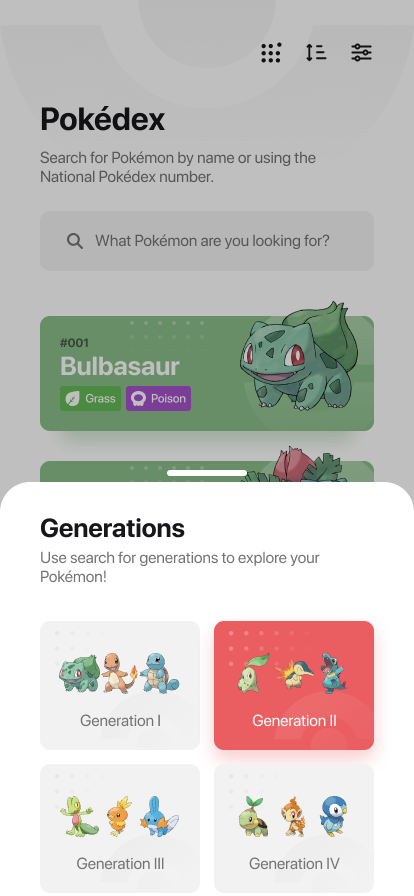 Pokédex
Search for Pokémon by name or using the
National Pokédex number.
What Pokémon are you looking for?
#001
Bulbasaur
Grass Poison
Generations
Use search for generations to explore your
Pokémon!
Generation I
Generation II
Generation III
Generation IV